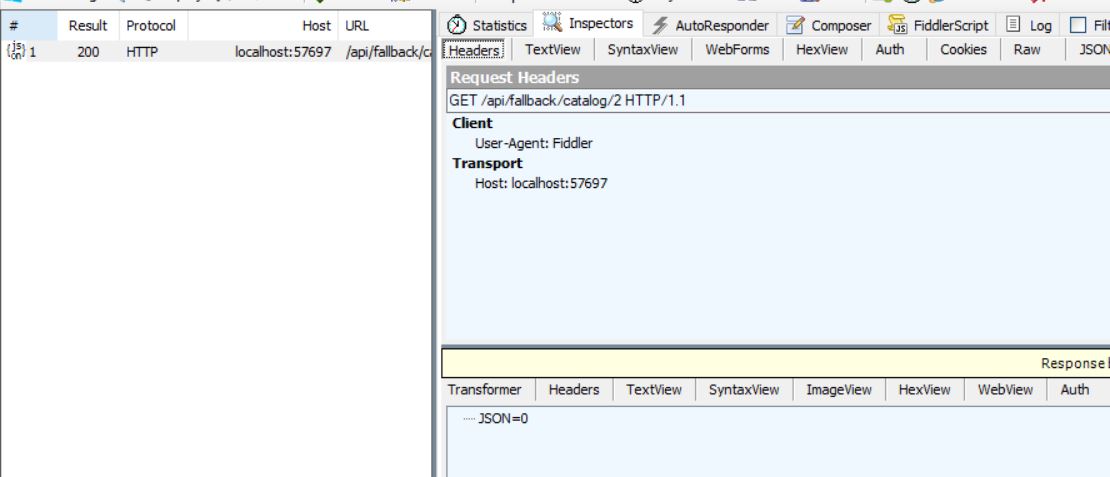 # Result Protocol Host URL
{js on} 1 200 HTTP localhost:57697 /api/fallback/c
Statistics Inspectors AutoResponder Composer FiddlerScript Log
Headers TextView SyntaxView WebForms HexView Auth Cookies Raw JSON
Request Headers
GET /api/fallback/catalog/2 HTTP/1.1
Client
User-Agent: Fiddler
Transport
Host: localhost:57697
Response
Transformer Headers TextView SyntaxView ImageView HexView WebView Auth
JSON=0